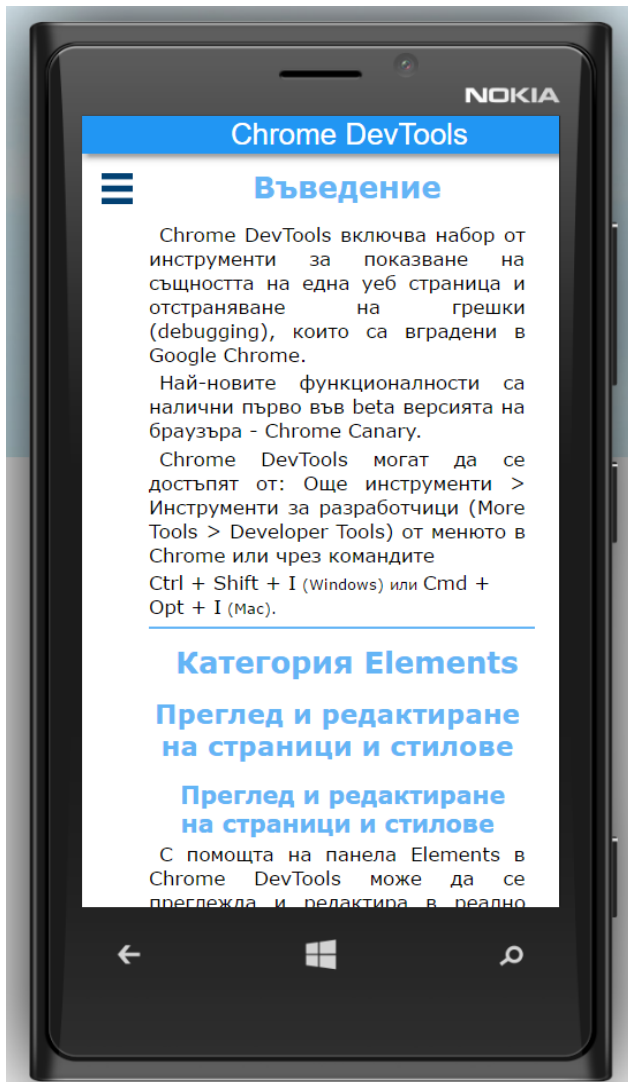 NOKIA
Chrome DevTools
Въведение
Chrome DevTools включва набор от
инструменти за показване на
същността на една уеб страница и
отстраняване на грешки
(debugging), които са вградени в
Google Chrome.
Най-новите функционалности са
налични първо във beta версията на
браузъра - Chrome Canary.
Chrome DevTools могат да се
достъпят от: Още инструменти >
Инструменти за разработчици (More
Tools > Developer Tools) от менюто в
Chrome или чрез командите
Ctrl + Shift + I (Windows) или Cmd +
Opt + I (Mac).
Категория Elements
Преглед и редактиране
на страници и стилове
Преглед и редактиране
на страници и стилове
С помощта на панела Elements в
Chrome DevTools може да се
преглежда и редактира в реално